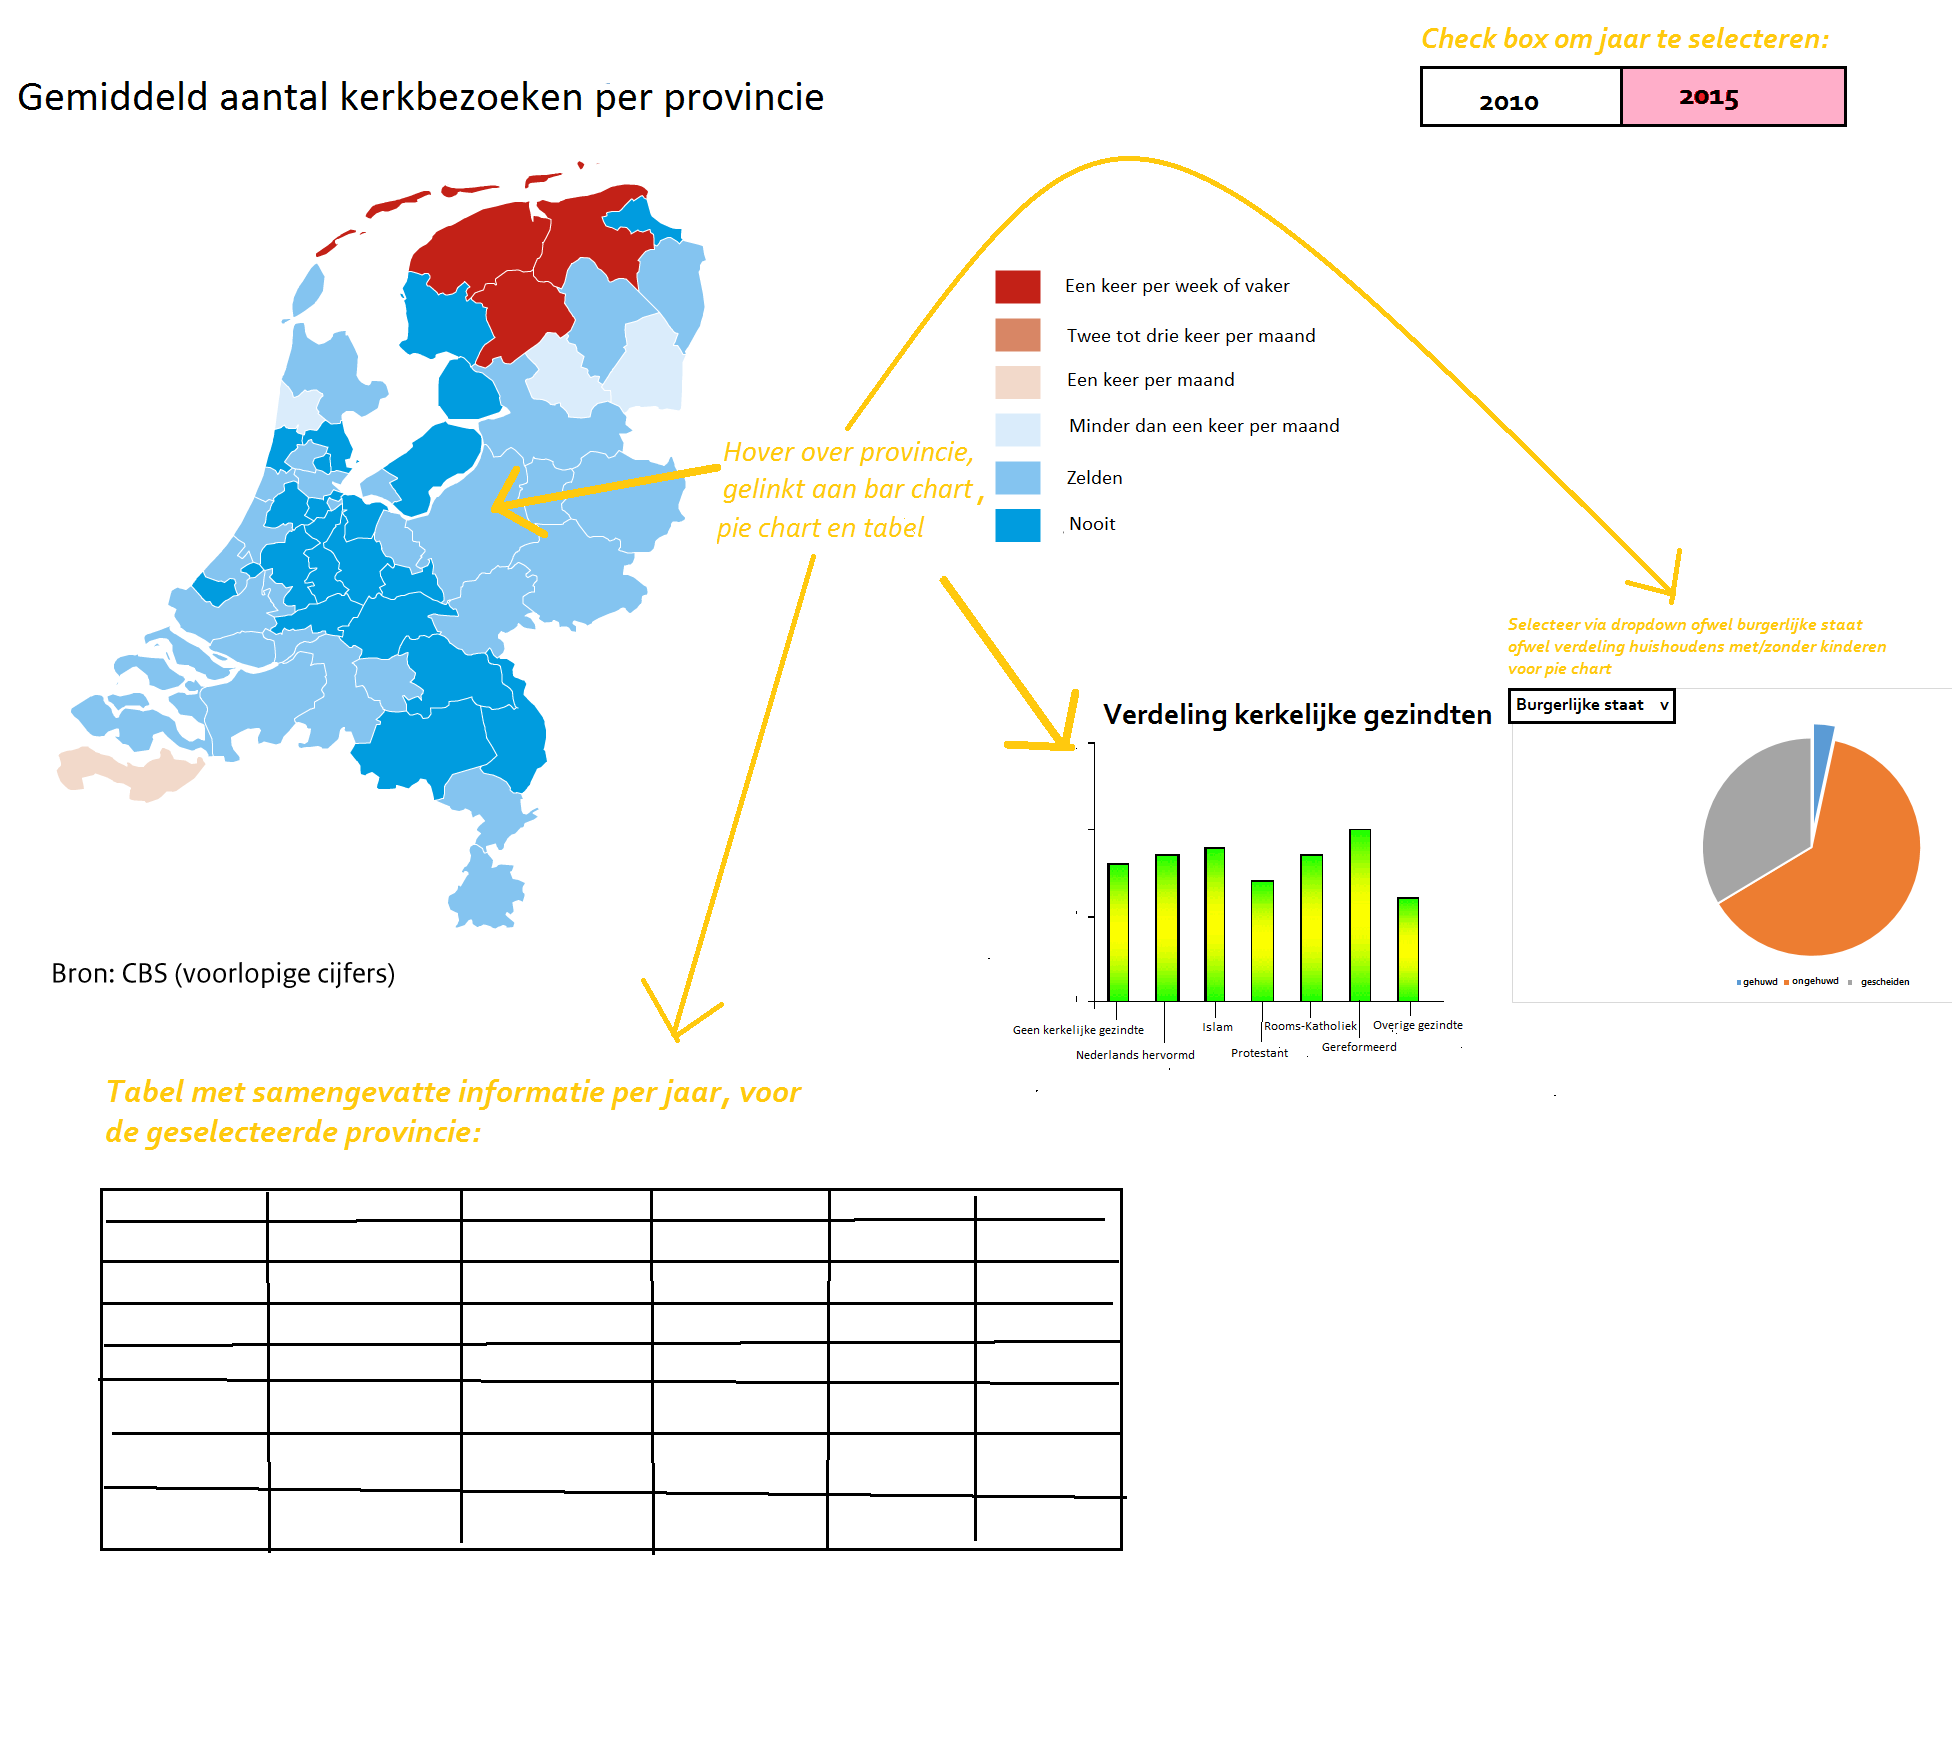 Check box om jaar te selecteren:
2010
2015
Gemiddeld aantal kerkbezoeken per provincie
Een keer per week of vaker
Twee tot drie keer per maand
Een keer per maand
Minder dan een keer per maand
Zelden
Nooit
Hover over provincie,
gelinkt aan bar chart,
pie chart en tabel
Selecteer via dropdown ofwel burgerlijke staat
ofwel verdeling huishoudens met/zonder kinderen
voor pie chart
Burgerlijke staat v
Verdeling kerkelijke gezindten
Geen kerkelijke gezindte
Nederlands hervormd
Islam
Protestant
Rooms-Katholiek
Gereformeerd
Overige gezindte
gehuwd
ongehuwd
gescheiden
Bron: CBS (voorlopige cijfers)
Tabel met samengevatte informatie per jaar, voor
de geselecteerde provincie: